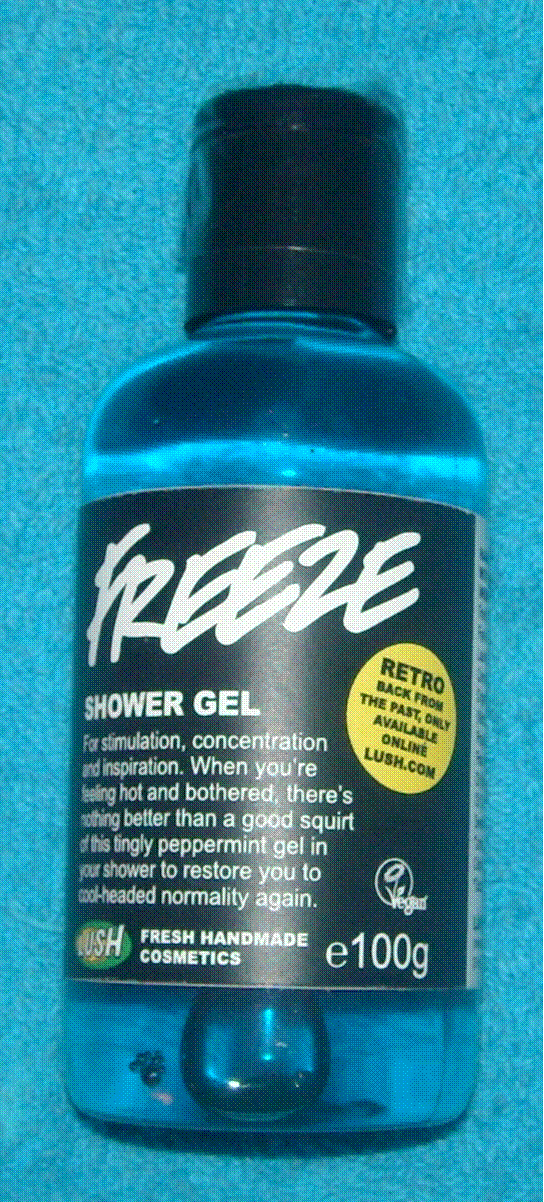 FREEZE
SHOWER GEL
For stimulation, concentration
and inspiration. When you're
feeling hot and bothered, there's
nothing better than a good squirt
of this tingly peppermint gel in
your shower to restore you to
cool-headed normality again.
RETRO
BACK FROM
THE PAST, ONLY
AVAILABLE
ONLINE
LUSH.COM
Vegan
LUSH
FRESH HANDMADE
COSMETICS
e100g